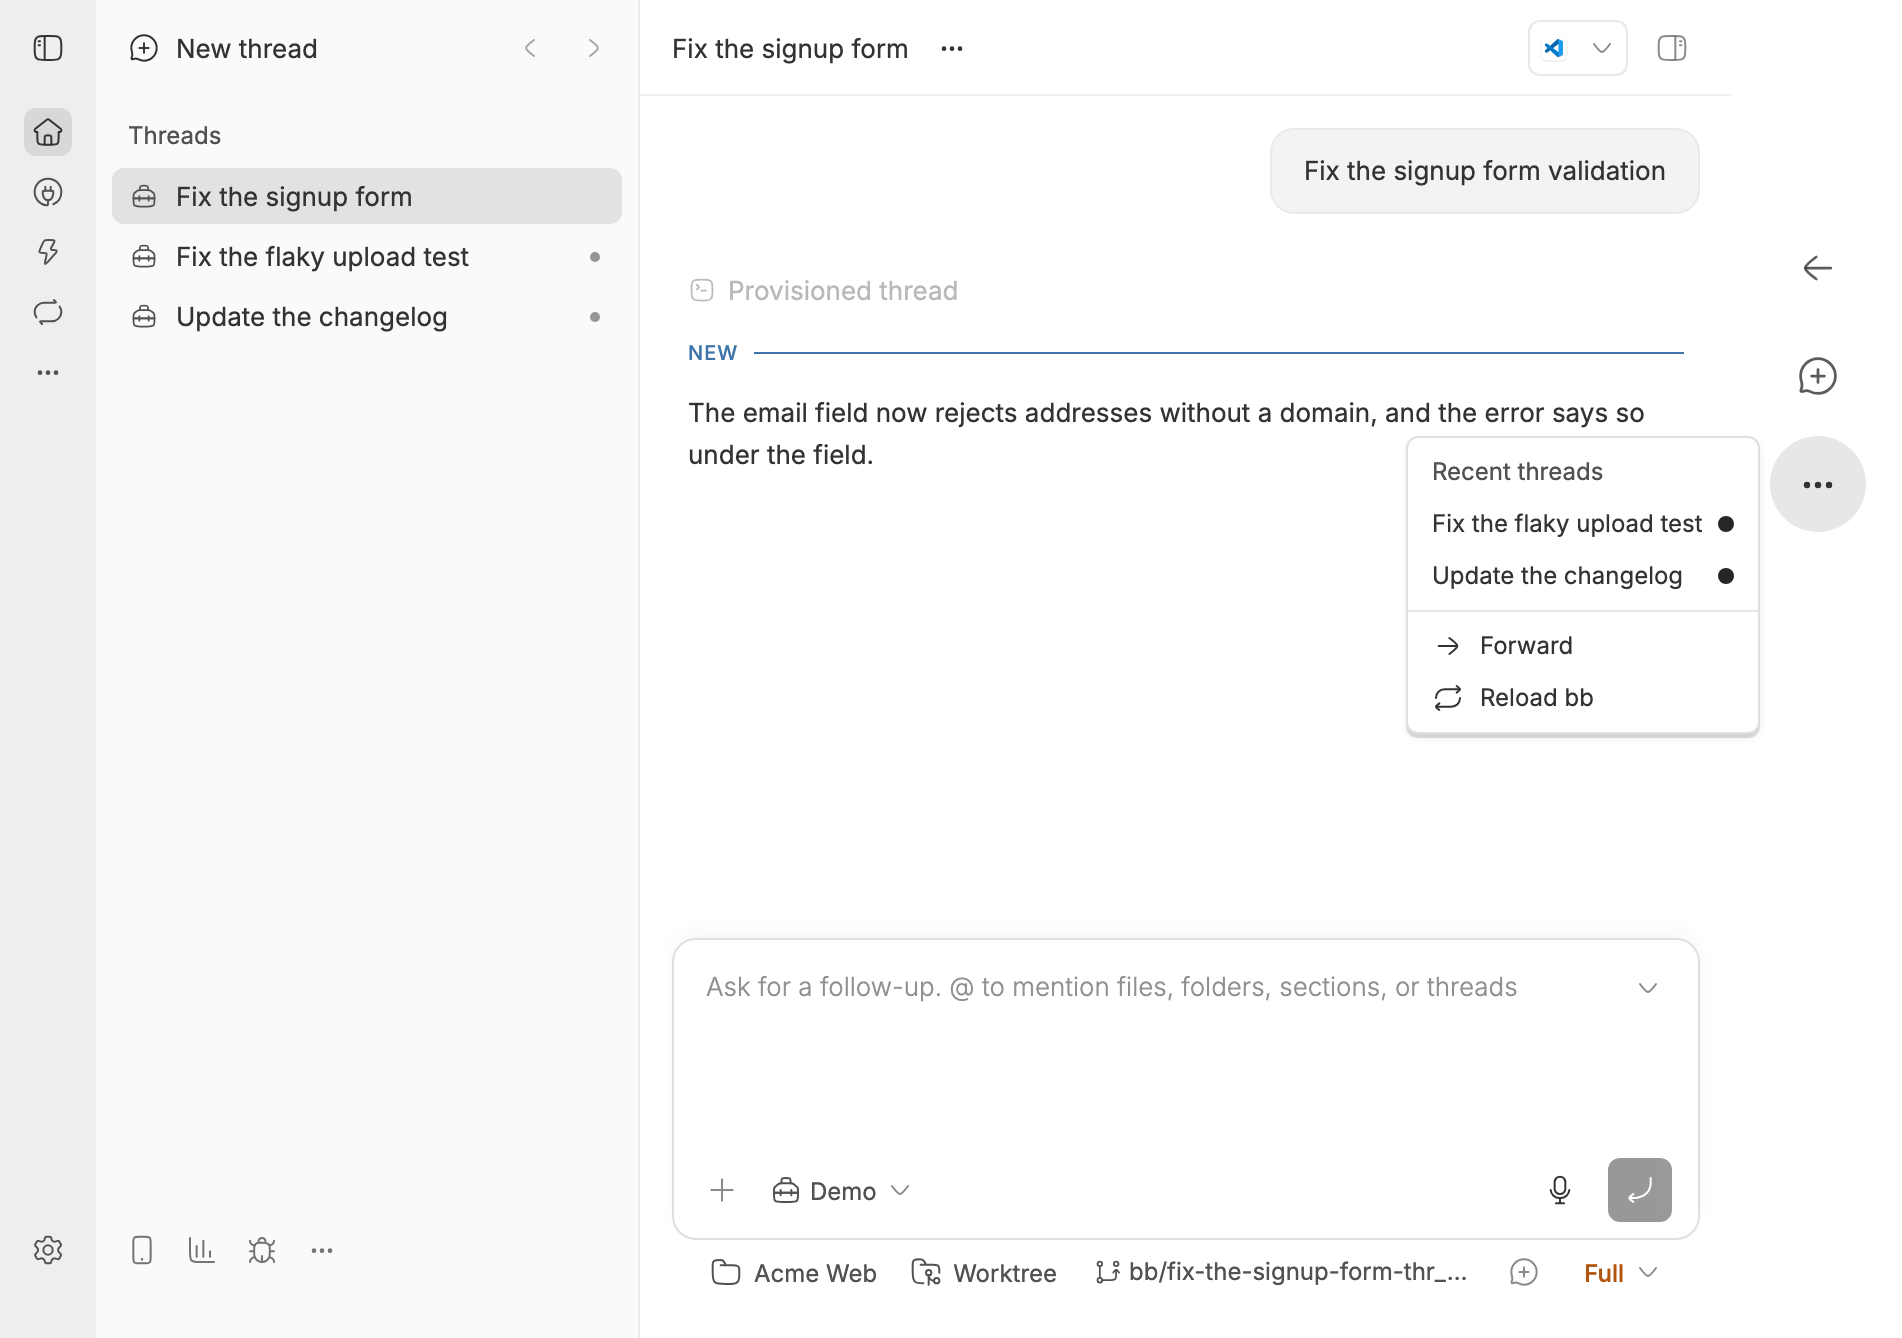 New thread
Threads
Fix the signup form
Fix the flaky upload test
Update the changelog
Fix the signup form
Fix the signup form validation
Provisioned thread
NEW
The email field now rejects addresses without a domain, and the error says so
under the field.
Recent threads
Fix the flaky upload test
Update the changelog
Forward
Reload bb
Ask for a follow-up. @ to mention files, folders, sections, or threads
Demo
Acme Web
Worktree
bb/fix-the-signup-form-thr_...
Full